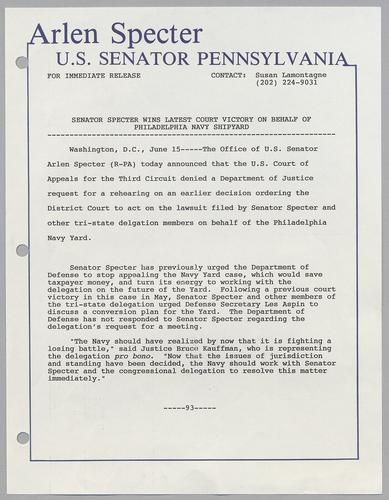 Arlen Specter
U.S. SENATOR PENNSYLVANIA
FOR IMMEDIATE RELEASE CONTACT: Susan Lamontagne
(202) 224-9031
SENATOR SPECTER WINS LATEST COURT VICTORY ON BEHALF OF
PHILADELPHIA NAVY SHIPYARD
Washington, D.C., June 15-----The Office of U.S. Senator
Arlen Specter (R-PA) today announced that the U.S. Court of
Appeals for the Third Circuit denied a Department of Justice
request for a rehearing on an earlier decision ordering the
District Court to act on the lawsuit filed by Senator Specter and
other tri-state delgation members on behalf of the Philadelphia
Navy Yard.
Senator Specter has previously urged the Department of
Defense to stop appealing the Navy Yard case, which would save
taxpayer money, and turn its energy to working with the
delegation on the future of the Yard. Following a previous court
victory in this case in May, Senator Specter and other members of
the tri-state delegation urged Defense Secretary Les Aspin to
discuss a conversion plan for the Yard. The Department of
Defense has not responded to Senator Specter regarding the
delegation's request for a meeting.
"The Navy should have realized by now that it is fighting a
losing battle," said Justice Bruce Kauffman, who is representing
the delegation pro bono. "Now that the issues of jurisdiction
and standing have been decided, the Navy should work with Senator
Specter and the congressional delegation to resolve this matter
immediately."
-----93-----